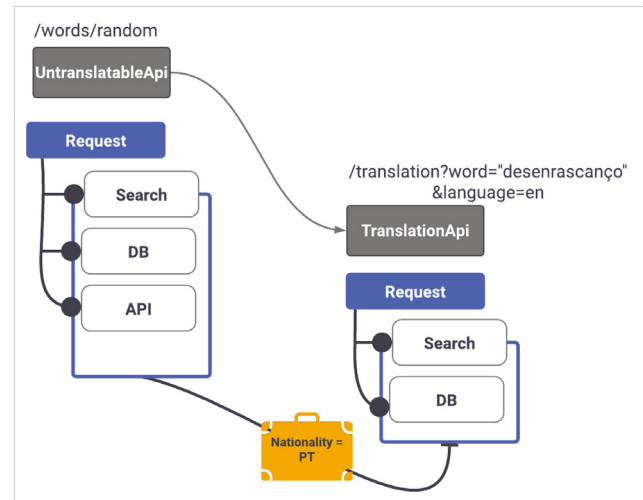 /words/random
UntranslatableApi
Request
Search
DB
API
/translation?word="desenrascanço"
&language=en
TranslationApi
Request
Search
DB
Nationality =
PT